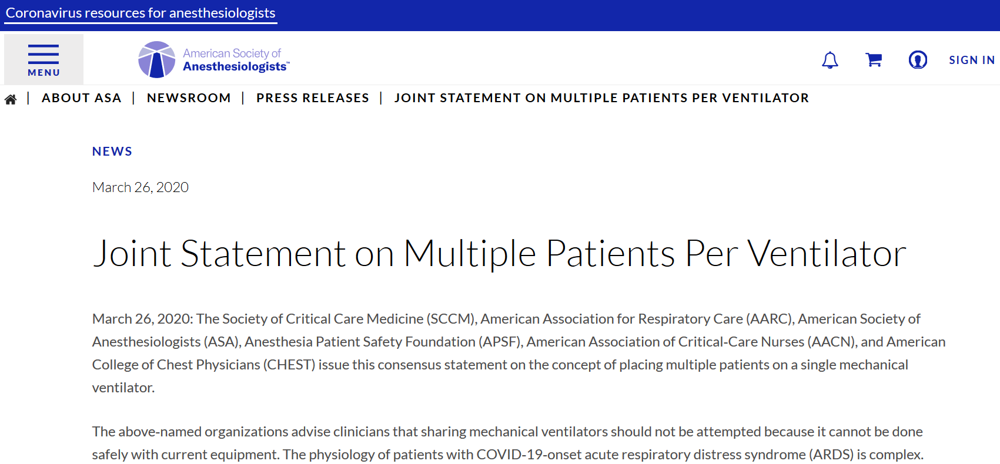 Coronavirus resources for anesthesiologists
MENU
American Society of
Anesthesiologists™
SIGN IN
| ABOUT ASA | NEWSROOM | PRESS RELEASES | JOINT STATEMENT ON MULTIPLE PATIENTS PER VENTILATOR
NEWS
March 26, 2020
Joint Statement on Multiple Patients Per Ventilator
March 26, 2020: The Society of Critical Care Medicine (SCCM), American Association for Respiratory Care (AARC), American Society of
Anesthesiologists (ASA), Anesthesia Patient Safety Foundation (APSF), American Association of Critical-Care Nurses (AACN), and American
College of Chest Physicians (CHEST) issue this consensus statement on the concept of placing multiple patients on a single mechanical
ventilator.
The above-named organizations advise clinicians that sharing mechanical ventilators should not be attempted because it cannot be done
safely with current equipment. The physiology of patients with COVID-19-onset acute respiratory distress syndrome (ARDS) is complex.